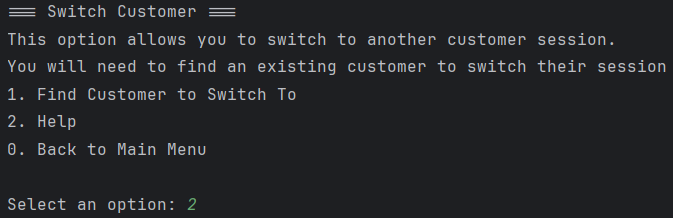 === Switch Customer ===
This option allows you to switch to another customer session.
You will need to find an existing customer to switch their session
1. Find Customer to Switch To
2. Help
0. Back to Main Menu
Select an option: 2